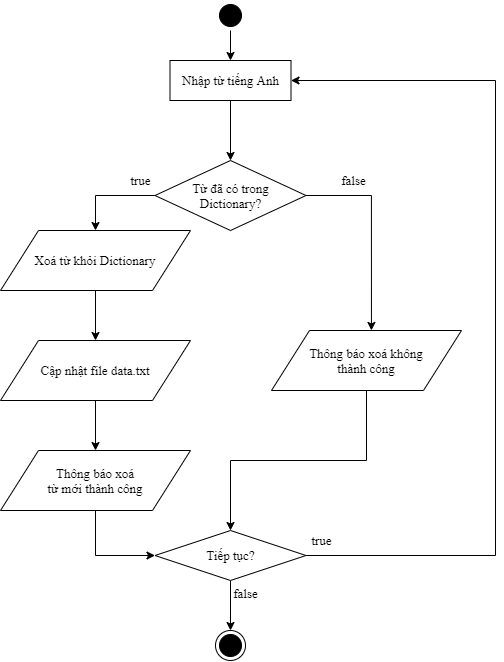 Nhập từ tiếng Anh
true
Từ đã có trong
Dictionary?
false
Xoá từ khỏi Dictionary
Cập nhật file data.txt
Thông báo xoá không
thành công
Thông báo xoá
từ mới thành công
Tiếp tục?
true
false